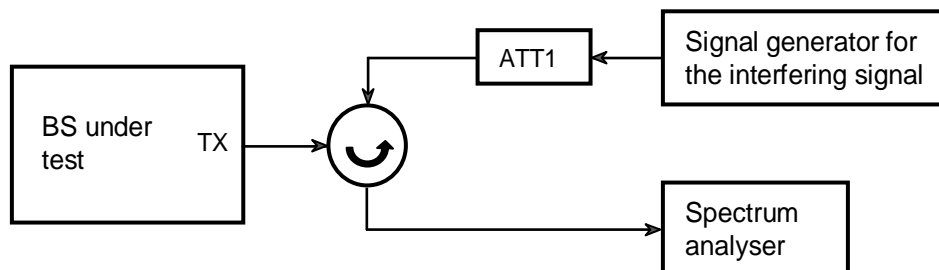 BS under
test
TX
ATT1
Signal generator for
the interfering signal
Spectrum
analyser